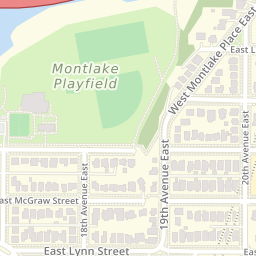 East L
Montlake
Playfield
West Montlake Place East
20th Avenue East
18th Avenue East
19th Avenue East
ast McGraw Street
East Lynn Street